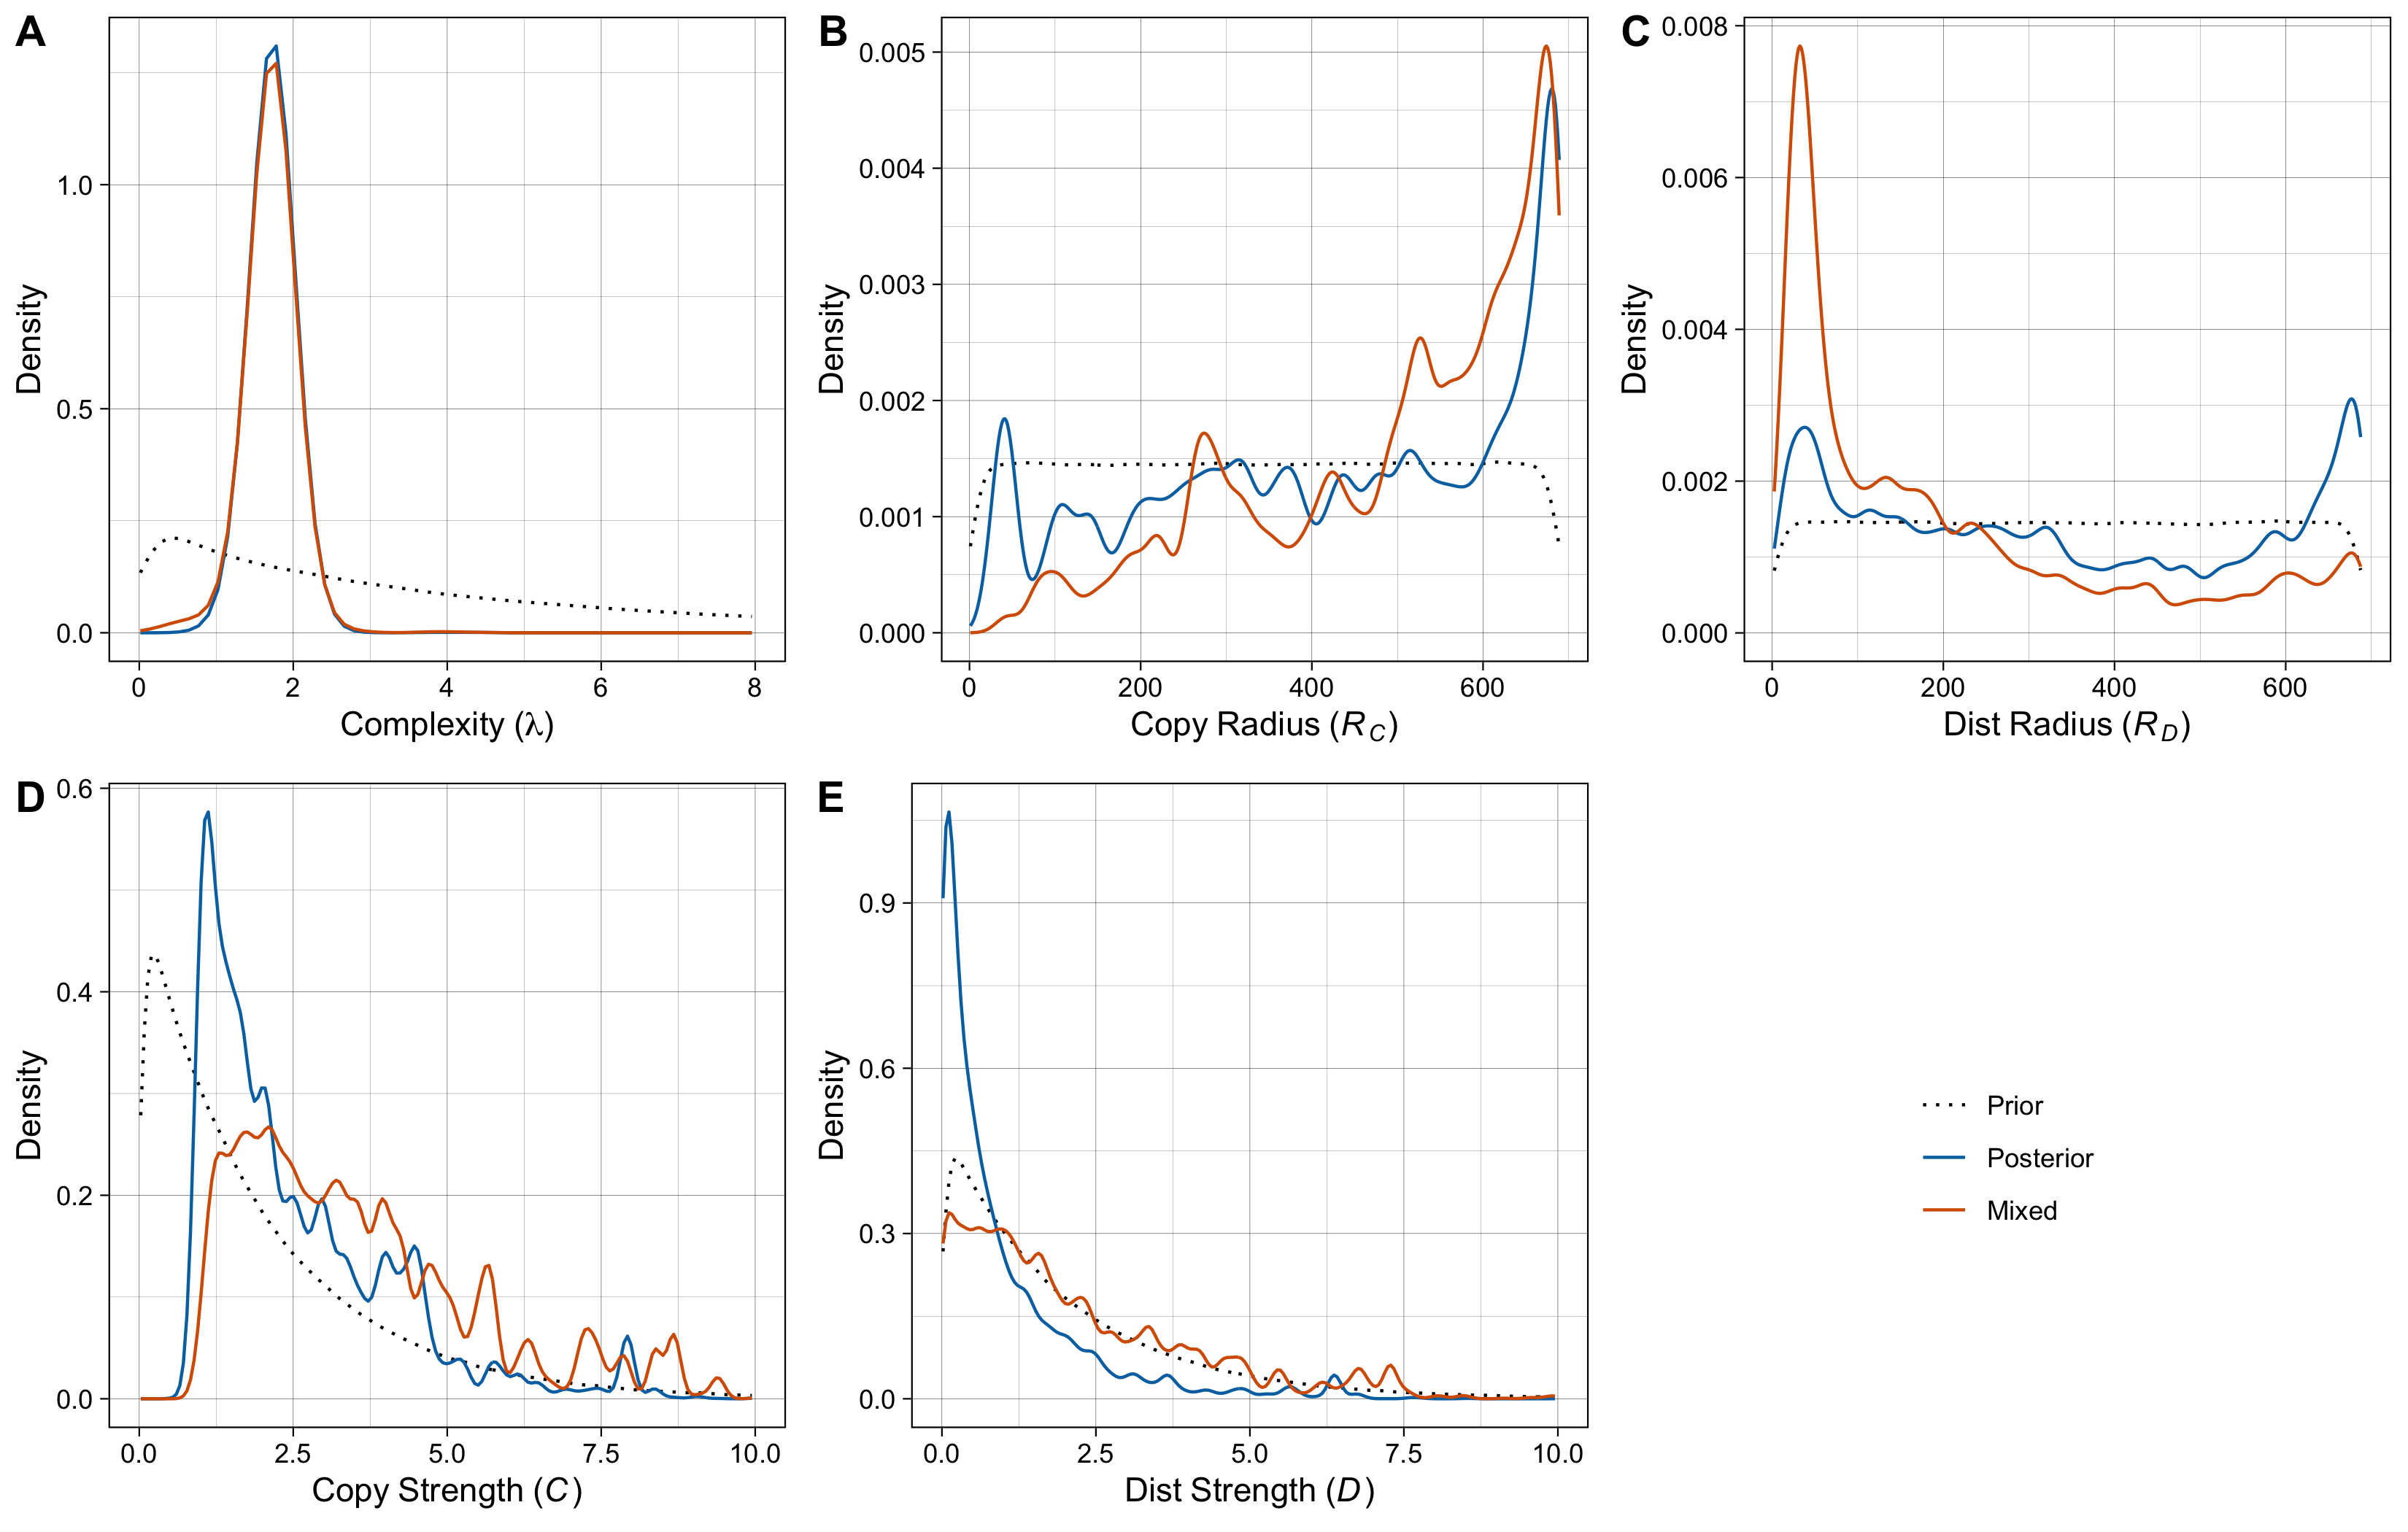 A
Density
1.0
0.5
0.0
0 2 4 6 8
Complexity (λ)
B
Density
0.005
0.004
0.003
0.002
0.001
0.000
0 200 400 600
Copy Radius (R_C)
C
Density
0.008
0.006
0.004
0.002
0.000
0 200 400 600
Dist Radius (R_D)
D
Density
0.6
0.4
0.2
0.0
0.0 2.5 5.0 7.5 10.0
Copy Strength (C)
E
Density
0.9
0.6
0.3
0.0
0.0 2.5 5.0 7.5 10.0
Dist Strength (D)
Prior
Posterior
Mixed